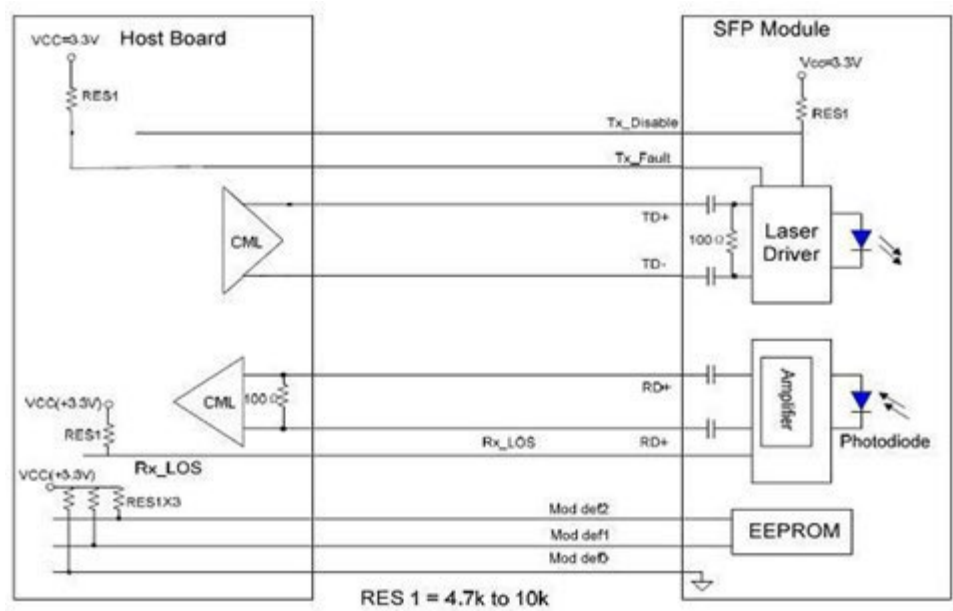 Host Board
SFP Module
VCC=3.3V
Vcc=3.3V
RES1
RES1
Tx_Disable
Tx_Fault
TD+
CML
100Ω
Laser
Driver
TD-
RD+
CML
100Ω
Amplifier
VCC(+3.3V)
RES1
Rx_LOS
RD+
Photodiode
Rx_LOS
VCC(+3.3V)
RES1X3
Mod def2
Mod def1
EEPROM
Mod def0
RES 1 = 4.7k to 10k